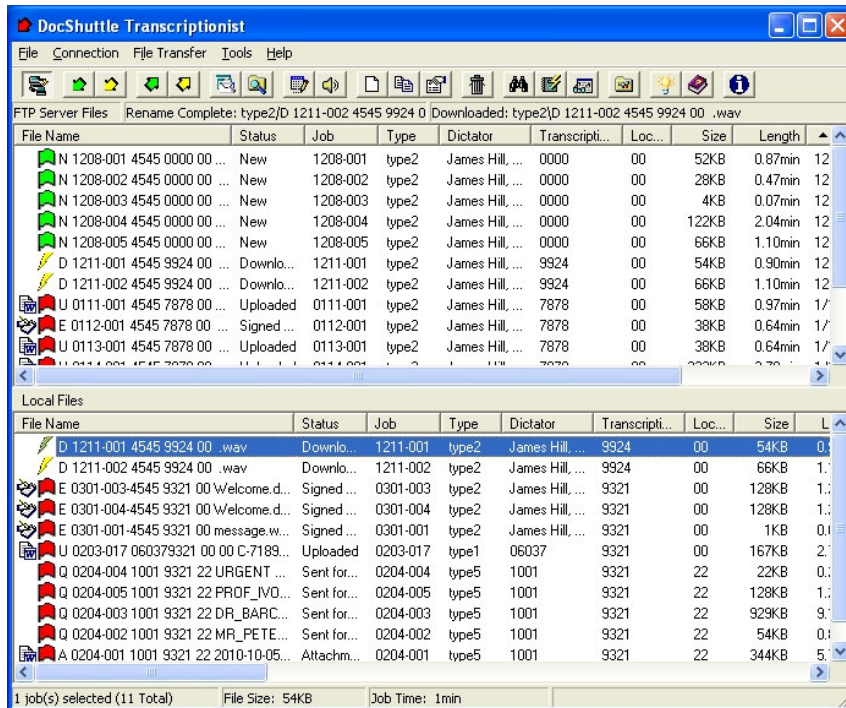 DocShuttle Transcriptionist
File Connection File Transfer Tools Help
FTP Server Files Rename Complete: type2/D 1211-002 4545 9924 0 Downloaded: type2\D 1211-002 4545 9924 00 .wav
File Name Status Job Type Dictator Transcripti... Loc... Size Length
N 1208-001 4545 0000 00 ... New 1208-001 type2 James Hill, ... 0000 00 52KB 0.87min 12
N 1208-002 4545 0000 00 ... New 1208-002 type2 James Hill, ... 0000 00 28KB 0.47min 12
N 1208-003 4545 0000 00 ... New 1208-003 type2 James Hill, ... 0000 00 4KB 0.07min 12
N 1208-004 4545 0000 00 ... New 1208-004 type2 James Hill, ... 0000 00 122KB 2.04min 12
N 1208-005 4545 0000 00 ... New 1208-005 type2 James Hill, ... 0000 00 66KB 1.10min 12
D 1211-001 4545 9924 00 ... Downlo... 1211-001 type2 James Hill, ... 9924 00 54KB 0.90min 12
D 1211-002 4545 9924 00 ... Downlo... 1211-002 type2 James Hill, ... 9924 00 66KB 1.10min 12
U 0111-001 4545 7878 00 ... Uploaded 0111-001 type2 James Hill, ... 7878 00 58KB 0.97min 1/
E 0112-001 4545 7878 00 ... Signed ... 0112-001 type2 James Hill, ... 7878 00 38KB 0.64min 1/
U 0113-001 4545 7878 00 ... Uploaded 0113-001 type2 James Hill, ... 7878 00 38KB 0.64min 1/
Local Files
File Name Status Job Type Dictator Transcripti... Loc... Size L
D 1211-001 4545 9924 00 .wav Downlo... 1211-001 type2 James Hill, ... 9924 00 54KB 0.
D 1211-002 4545 9924 00 .wav Downlo... 1211-002 type2 James Hill, ... 9924 00 66KB 1.
E 0301-003-4545 9321 00 Welcome.d... Signed ... 0301-003 type2 James Hill, ... 9321 00 128KB 1.
E 0301-004-4545 9321 00 Welcome.d... Signed ... 0301-004 type2 James Hill, ... 9321 00 128KB 1.
E 0301-001-4545 9321 00 message.w... Signed ... 0301-001 type2 James Hill, ... 9321 00 1KB 0.
U 0203-017 060379321 00 00 C-7189... Uploaded 0203-017 type1 06037 9321 00 167KB 2.
Q 0204-004 1001 9321 22 URGENT ... Sent for... 0204-004 type5 1001 9321 22 22KB 0.
Q 0204-005 1001 9321 22 PROF_IVO... Sent for... 0204-005 type5 1001 9321 22 128KB 1.
Q 0204-003 1001 9321 22 DR_BARC... Sent for... 0204-003 type5 1001 9321 22 929KB 9.
Q 0204-002 1001 9321 22 MR_PETE... Sent for... 0204-002 type5 1001 9321 22 54KB 0.
A 0204-001 1001 9321 22 2010-10-05... Attachm... 0204-001 type5 1001 9321 22 344KB 5.
1 job(s) selected (11 Total) File Size: 54KB Job Time: 1min